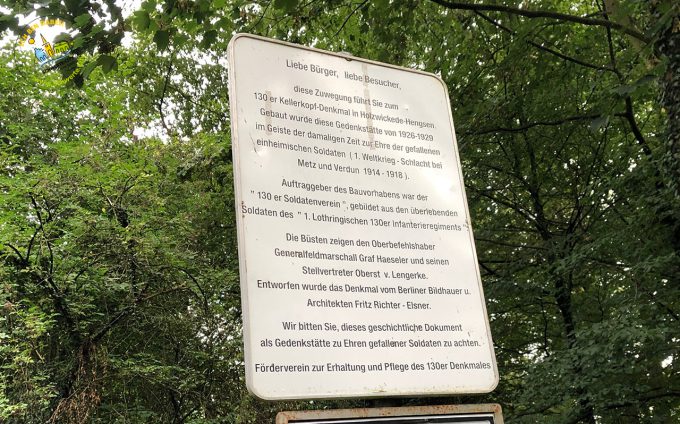 Liebe Bürger, liebe Besucher,
diese Zuwegung führt Sie zum
130 er Kellerkopf-Denkmal in Holzwickede-Hengsen.
Gebaut wurde diese Gedenkstätte von 1926-1929
im Geiste der damaligen Zeit zur Ehre der gefallenen
einheimischen Soldaten ( 1. Weltkrieg - Schlacht bei
Metz und Verdun 1914 - 1918 ).
Auftraggeber des Bauvorhabens war der
" 130 er Soldatenverein ", gebildet aus den überlebenden
Soldaten des " 1. Lothringischen 130er Infanterieregiments "
Die Büsten zeigen den Oberbefehlshaber
Generalfeldmarschall Graf Haeseler und seinen
Stellvertreter Oberst v. Lengerke.
Entworfen wurde das Denkmal vom Berliner Bildhauer u.
Architekten Fritz Richter - Elsner.
Wir bitten Sie, dieses geschichtliche Dokument
als Gedenkstätte zu Ehren gefallener Soldaten zu achten.
Förderverein zur Erhaltung und Pflege des 130er Denkmales